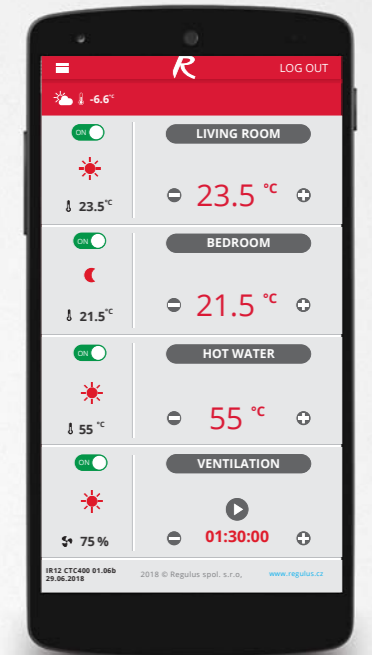 R
LOG OUT
-6.6°C
ON
LIVING ROOM
23.5 °C
23.5°C
ON
BEDROOM
21.5 °C
21.5°C
ON
HOT WATER
55 °C
55 °C
ON
VENTILATION
01:30:00
75 %
IR12 CTC400 01.06b
29.06.2018
2018 © Regulus spol. s.r.o,
www.regulus.cz